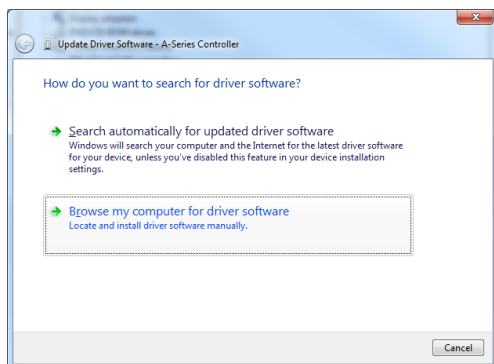 Display adapters
Update Driver Software - A-Series Controller
How do you want to search for driver software?
Search automatically for updated driver software
Windows will search your computer and the Internet for the latest driver software
for your device, unless you've disabled this feature in your device installation
settings.
Browse my computer for driver software
Locate and install driver software manually.
Cancel